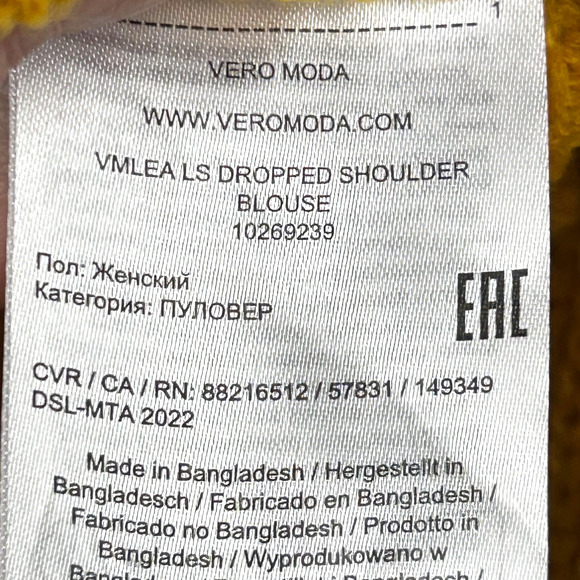 1
VERO MODA
WWW.VEROMODA.COM
VMLEA LS DROPPED SHOULDER
BLOUSE
10269239
Пол: Женский
Категория: ПУЛОВЕР
EAC
CVR / CA / RN: 88216512 / 57831 / 149349
DSL-MTA 2022
Made in Bangladesh / Hergestellt in
Bangladesch / Fabricado en Bangladesh /
Fabricado no Bangladesh / Prodotto in
Bangladesh / Wyprodukowano w